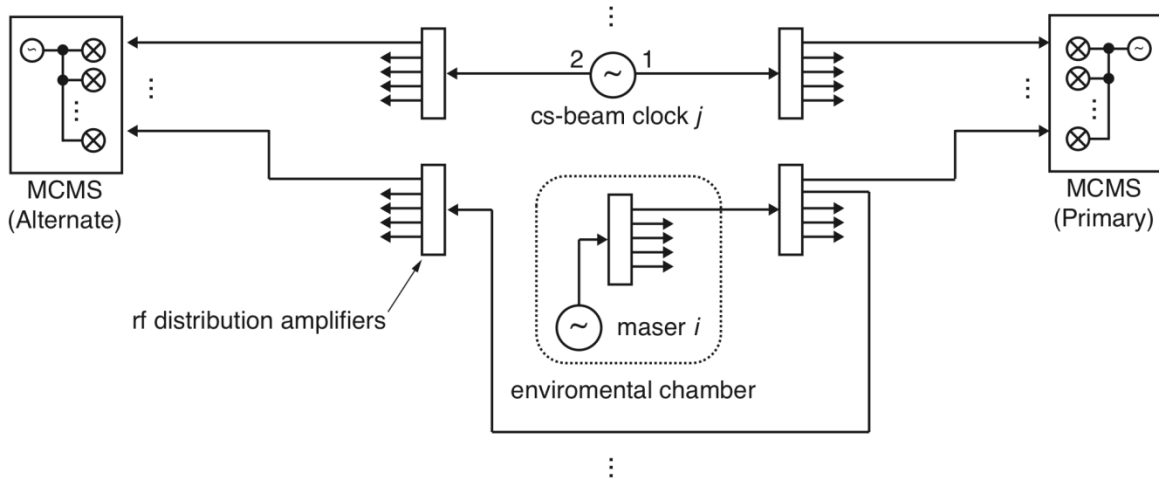 2 1
cs-beam clock j
MCMS
(Alternate)
MCMS
(Primary)
rf distribution amplifiers
maser i
enviromental chamber